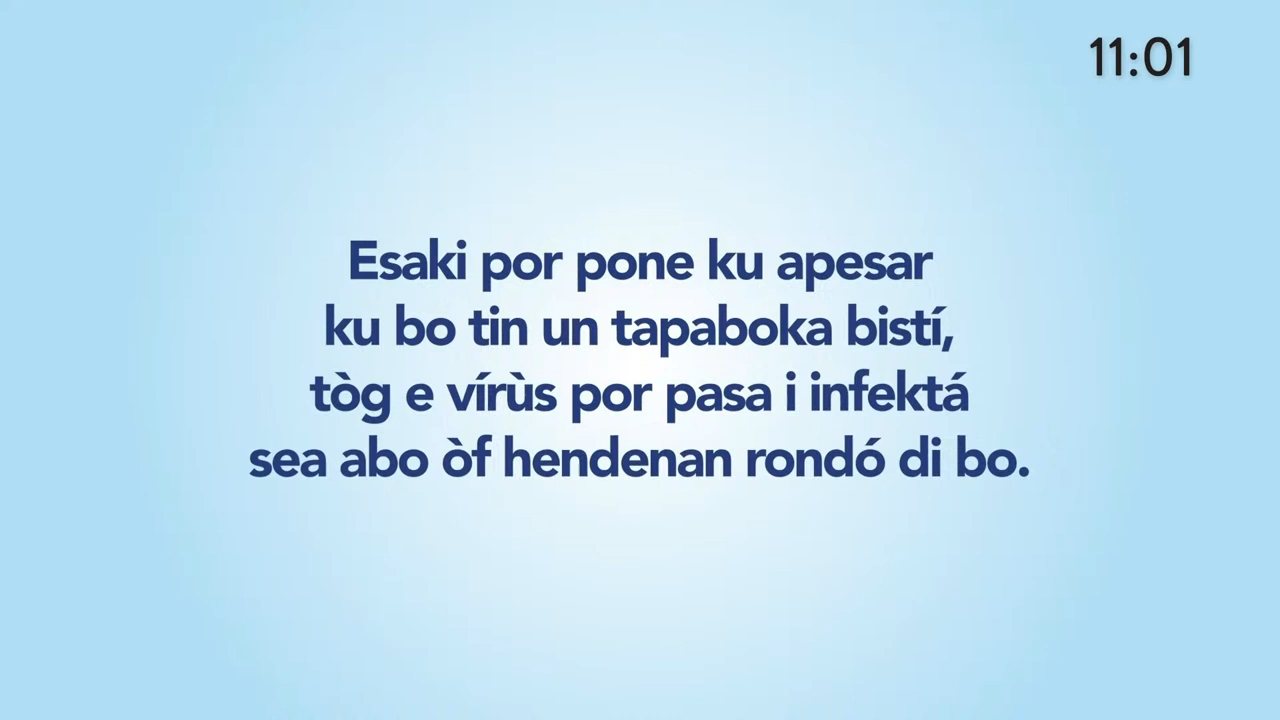 11:01
Esaki por pone ku apesar
ku bo tin un tapaboka bistí,
tòg e vírùs por pasa i infektá
sea abo òf hendenan rondó di bo.